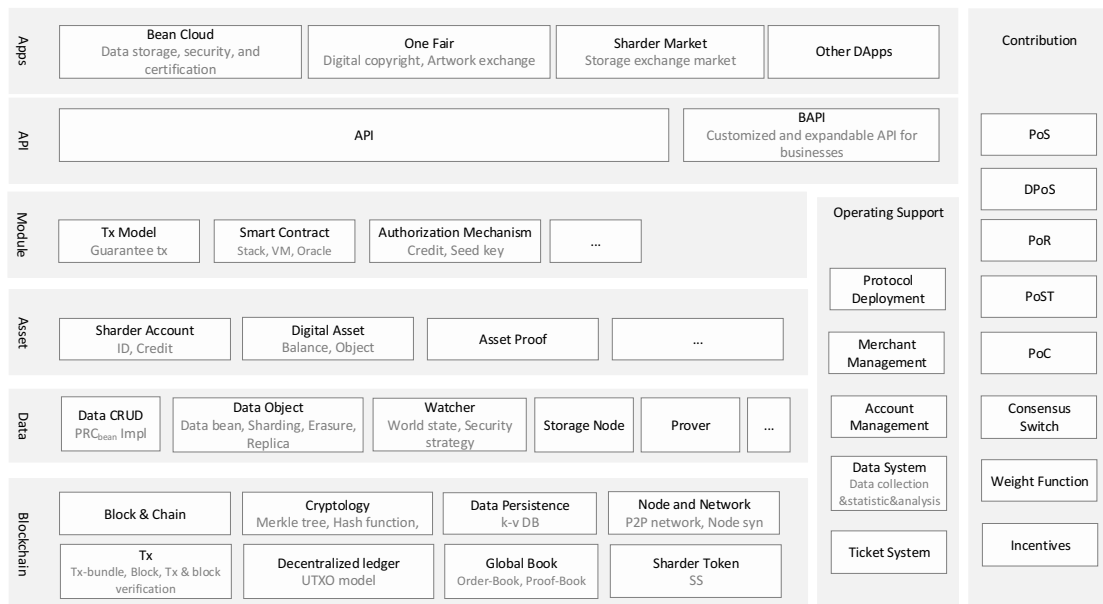 Apps
Bean Cloud
Data storage, security, and
certification
One Fair
Digital copyright, Artwork exchange
Sharder Market
Storage exchange market
Other DApps
API
API
BAPI
Customized and expandable API for
businesses
Module
Tx Model
Guarantee tx
Smart Contract
Stack, VM, Oracle
Authorization Mechanism
Credit, Seed key
...
Asset
Sharder Account
ID, Credit
Digital Asset
Balance, Object
Asset Proof
...
Data
Data CRUD
PRCbean Impl
Data Object
Data bean, Sharding, Erasure,
Replica
Watcher
World state, Security
strategy
Storage Node
Prover
...
Blockchain
Block & Chain
Cryptology
Merkle tree, Hash function,
Data Persistence
k-v DB
Node and Network
P2P network, Node syn
Tx
Tx-bundle, Block, Tx & block
verification
Decentralized ledger
UTXO model
Global Book
Order-Book, Proof-Book
Sharder Token
SS
Operating Support
Protocol
Deployment
Merchant
Management
Account
Management
Data System
Data collection
&statistic&analysis
Ticket System
Contribution
PoS
DPoS
PoR
PoST
PoC
Consensus
Switch
Weight Function
Incentives